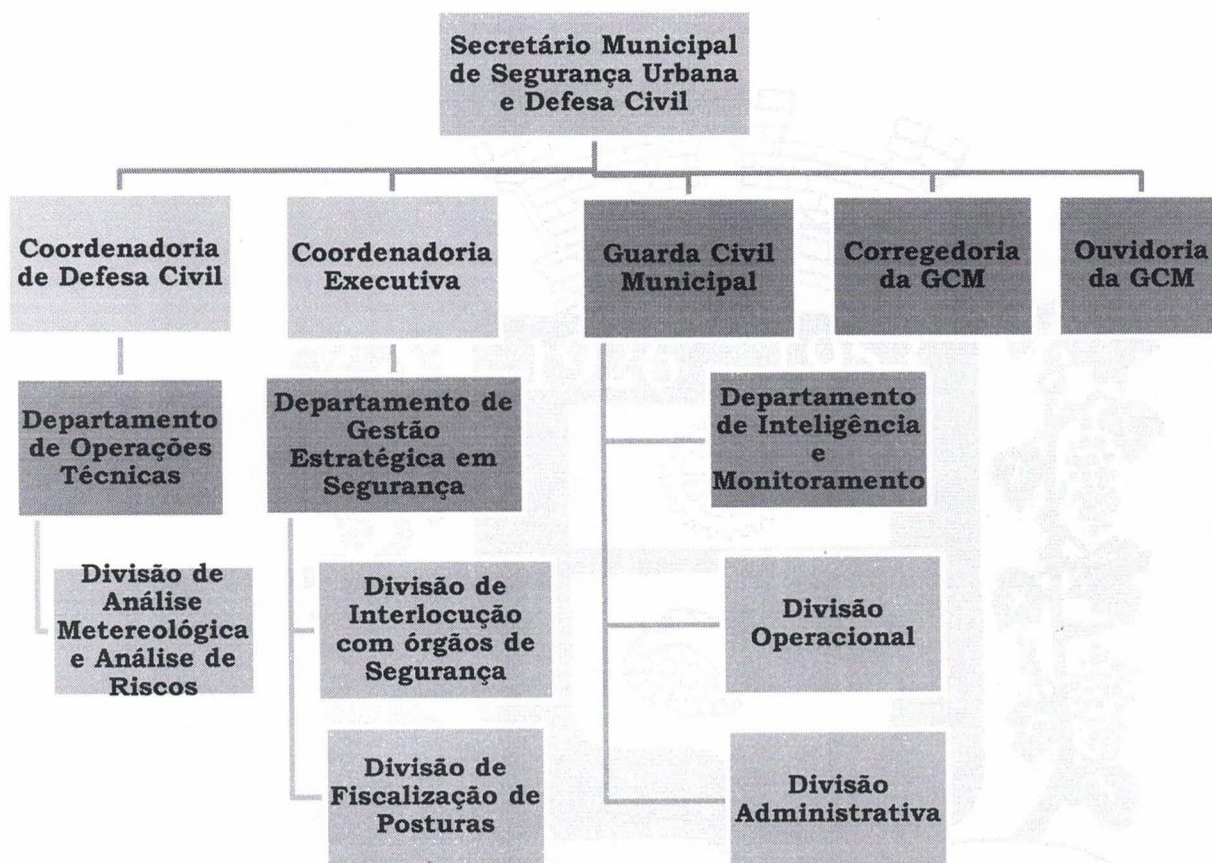 Secretário Municipal
de Segurança Urbana
e Defesa Civil
Coordenadoria
de Defesa Civil
Coordenadoria
Executiva
Guarda Civil
Municipal
Corregedoria
da GCM
Ouvidoria
da GCM
Departamento
de Operações
Técnicas
Departamento de
Gestão
Estratégica em
Segurança
Departamento
de Inteligência
e
Monitoramento
Divisão de
Análise
Metereológica
e Análise de
Riscos
Divisão de
Interlocução
com órgãos de
Segurança
Divisão
Operacional
Divisão de
Fiscalização de
Posturas
Divisão
Administrativa